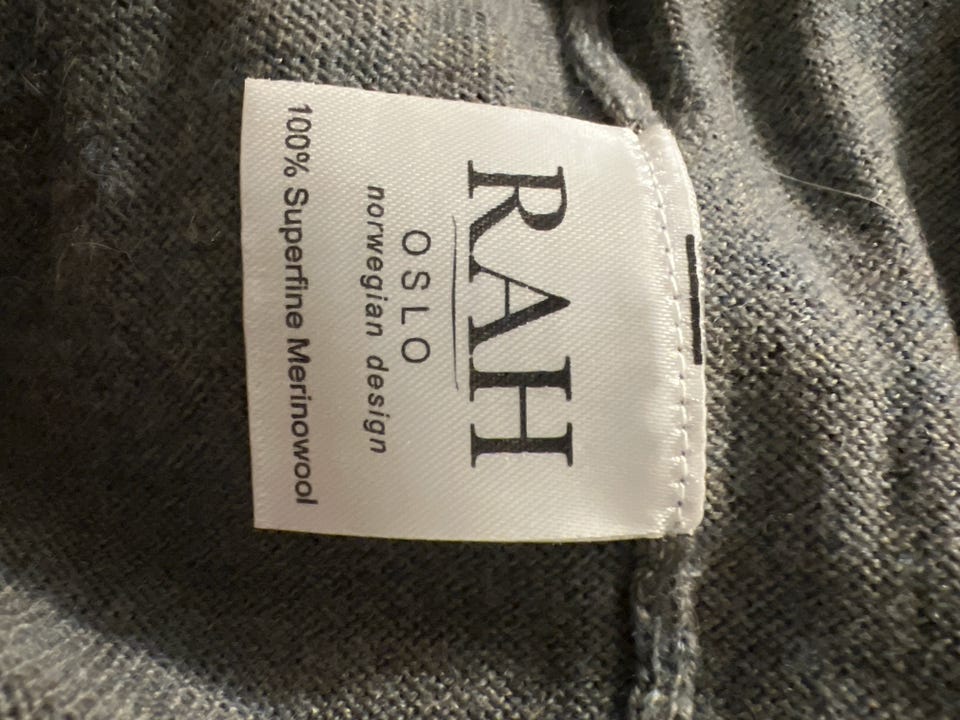 RAH
OSLO
norwegian design
100% Superfine Merinowool